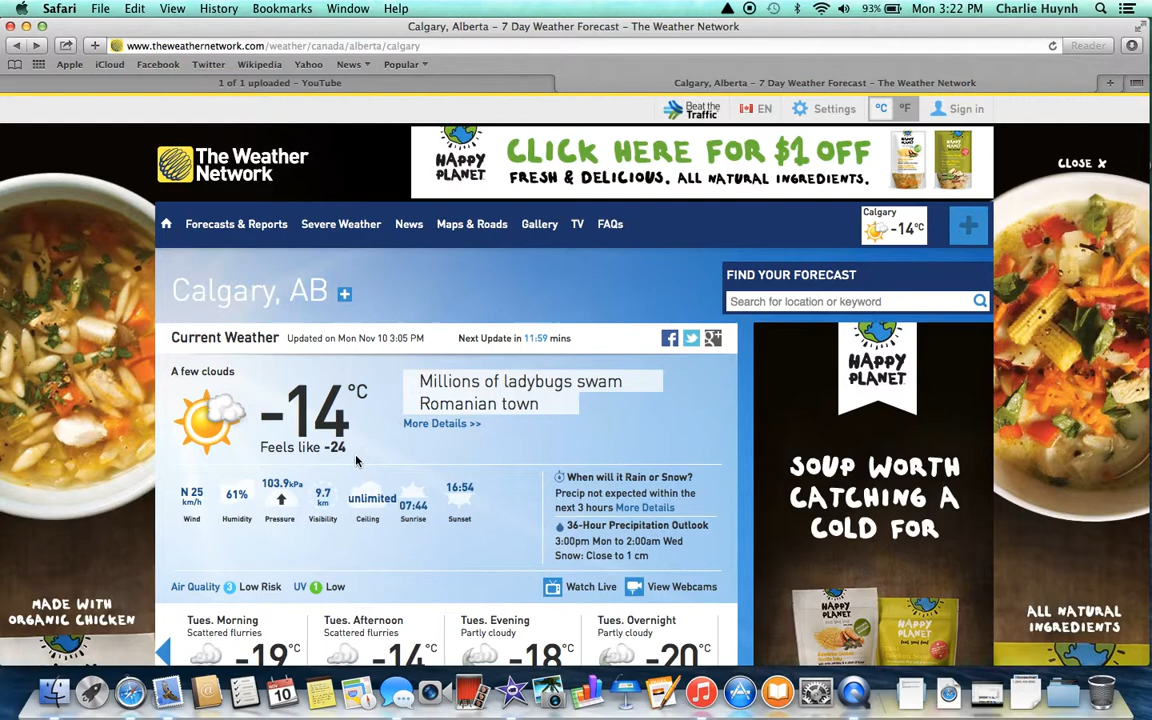 Safari File Edit View History Bookmarks Window Help 93% Mon 3:22 PM Charlie Huynh
Calgary, Alberta – 7 Day Weather Forecast – The Weather Network
www.theweathernetwork.com/weather/canada/alberta/calgary Reader
Apple iCloud Facebook Twitter Wikipedia Yahoo News Popular
1 of 1 uploaded – YouTube Calgary, Alberta – 7 Day Weather Forecast – The Weather Network
Beat the Traffic EN Settings °C °F Sign in
The Weather Network
HAPPY PLANET
CLICK HERE FOR $1 OFF
FRESH & DELICIOUS. ALL NATURAL INGREDIENTS.
CLOSE X
Forecasts & Reports Severe Weather News Maps & Roads Gallery TV FAQs
Calgary
-14°C
Calgary, AB
FIND YOUR FORECAST
Search for location or keyword
Current Weather Updated on Mon Nov 10 3:05 PM Next Update in 11:59 mins
A few clouds
-14°C
Feels like -24
Millions of ladybugs swam
Romanian town
More Details >>
N 25 km/h Wind
61% Humidity
103.9kPa Pressure
9.7 km Visibility
unlimited Ceiling
07:44 Sunrise
16:54 Sunset
When will it Rain or Snow?
Precip not expected within the
next 3 hours More Details
36-Hour Precipitation Outlook
3:00pm Mon to 2:00am Wed
Snow: Close to 1 cm
Air Quality 3 Low Risk UV 1 Low
Watch Live View Webcams
Tues. Morning Tues. Afternoon Tues. Evening Tues. Overnight
Scattered flurries Scattered flurries Partly cloudy Partly cloudy
-19°C -14°C -18°C -20°C
HAPPY PLANET
SOUP WORTH
CATCHING A
COLD FOR
HAPPY PLANET
MADE WITH
ORGANIC CHICKEN
ALL NATURAL
INGREDIENTS
NOV
10